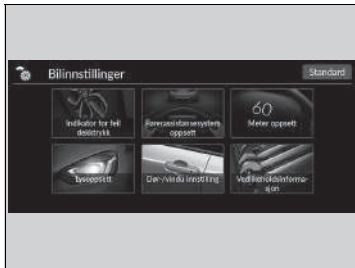 Bilinnstillinger
Standard
Indikator for feil
dekktrykk
Førerassistansesystem
oppsett
60
Meter oppsett
Lysoppsett
Dør-/vindu innstilling
Vedlikeholdsinforma-
sjon